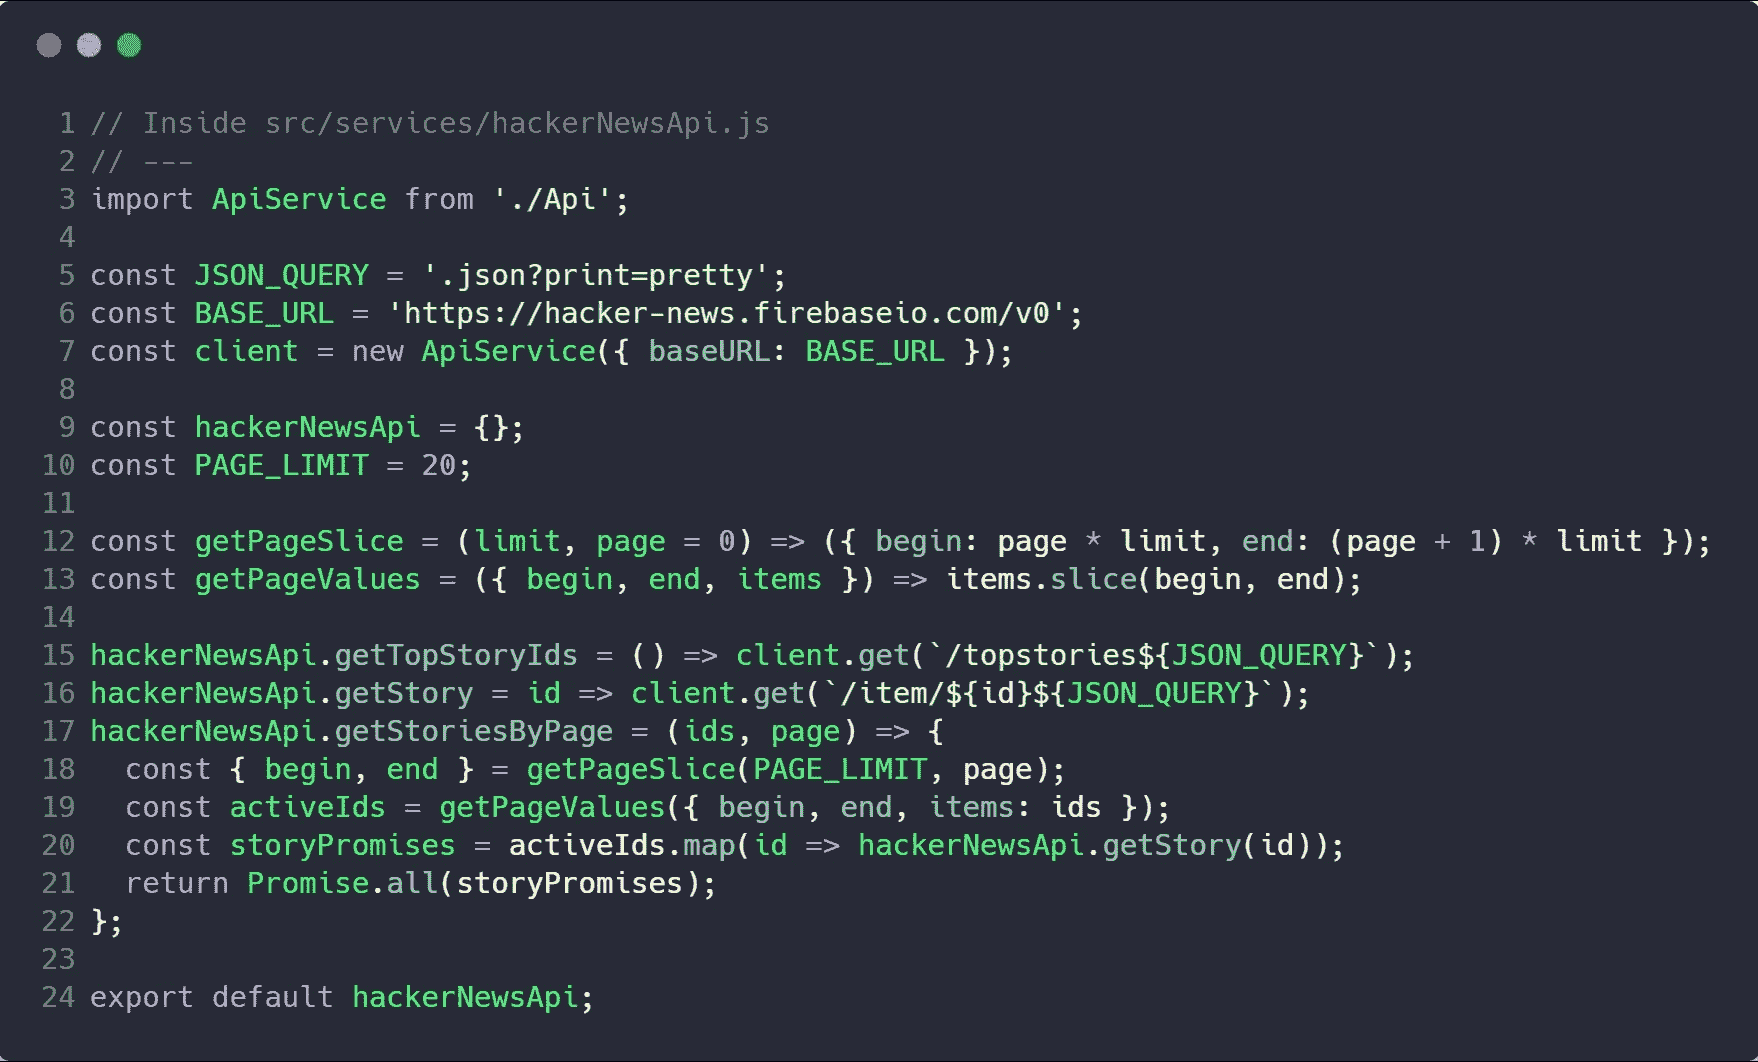 1 // Inside src/services/hackerNewsApi.js
2 // ---
3 import ApiService from './Api';
4
5 const JSON_QUERY = '.json?print=pretty';
6 const BASE_URL = 'https://hacker-news.firebaseio.com/v0';
7 const client = new ApiService({ baseURL: BASE_URL });
8
9 const hackerNewsApi = {};
10 const PAGE_LIMIT = 20;
11
12 const getPageSlice = (limit, page = 0) => ({ begin: page * limit, end: (page + 1) * limit });
13 const getPageValues = ({ begin, end, items }) => items.slice(begin, end);
14
15 hackerNewsApi.getTopStoryIds = () => client.get(`/topstories${JSON_QUERY}`);
16 hackerNewsApi.getStory = id => client.get(`/item/${id}${JSON_QUERY}`);
17 hackerNewsApi.getStoriesByPage = (ids, page) => {
18   const { begin, end } = getPageSlice(PAGE_LIMIT, page);
19   const activeIds = getPageValues({ begin, end, items: ids });
20   const storyPromises = activeIds.map(id => hackerNewsApi.getStory(id));
21   return Promise.all(storyPromises);
22 };
23
24 export default hackerNewsApi;